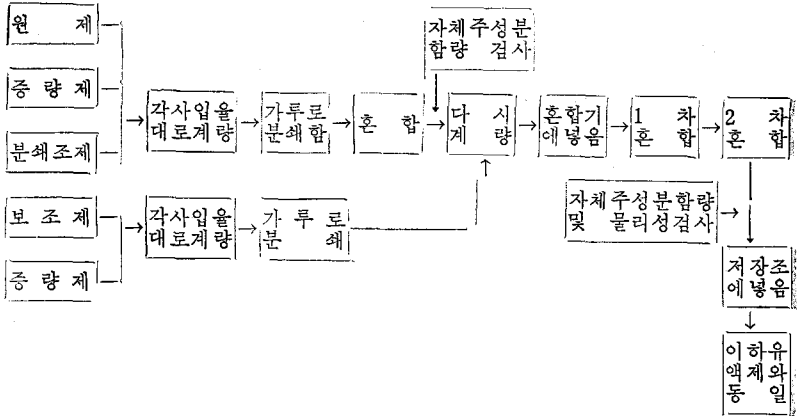 원 제
증 량 제
분쇄조제
보 조 제
증 량 제
각사입율
대로계량
가루로
분쇄함
혼 합
자체주성분
함량 검사
다 시
계 량
혼합기
에넣음
1 차
혼 합
2 차
혼 합
각사입율
대로계량
가 루 로
분 쇄
자체주성분함량
및 물리성검사
저장조
에넣음
이하유
액제와
동 일